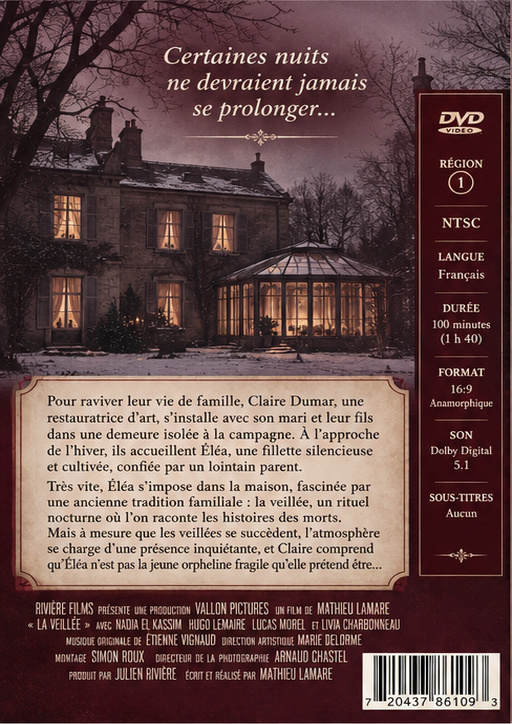 Certaines nuits
ne devraient jamais
se prolonger...
DVD
VIDEO
RÉGION
1
NTSC
LANGUE
Français
DURÉE
100 minutes
(1 h 40)
FORMAT
16:9
Anamorphique
SON
Dolby Digital
5.1
SOUS-TITRES
Aucun
Pour raviver leur vie de famille, Claire Dumar, une
restauratrice d’art, s’installe avec son mari et leur fils
dans une demeure isolée à la campagne. À l’approche
de l’hiver, ils accueillent Éléa, une fillette silencieuse
et cultivée, confiée par un lointain parent.
Très vite, Éléa s’impose dans la maison, fascinée par
une ancienne tradition familiale : la veillée, un rituel
nocturne où l’on raconte les histoires des morts.
Mais à mesure que les veillées se succèdent, l’atmosphère
se charge d’une présence inquiétante, et Claire comprend
qu’Éléa n’est pas la jeune orpheline fragile qu’elle prétend être...
RIVIÈRE FILMS PRÉSENTE UNE PRODUCTION VALLON PICTURES UN FILM DE MATHIEU LAMARE
« LA VEILLÉE » AVEC NADIA EL KASSIM HUGO LEMAIRE LUCAS MOREL ET LIVIA CHARBONNEAU
MUSIQUE ORIGINALE DE ÉTIENNE VIGNAUD DIRECTION ARTISTIQUE MARIE DELORME
MONTAGE SIMON ROUX DIRECTEUR DE LA PHOTOGRAPHIE ARNAUD CHASTEL
PRODUIT PAR JULIEN RIVIÈRE ÉCRIT ET RÉALISÉ PAR MATHIEU LAMARE
7 20437 86109 3